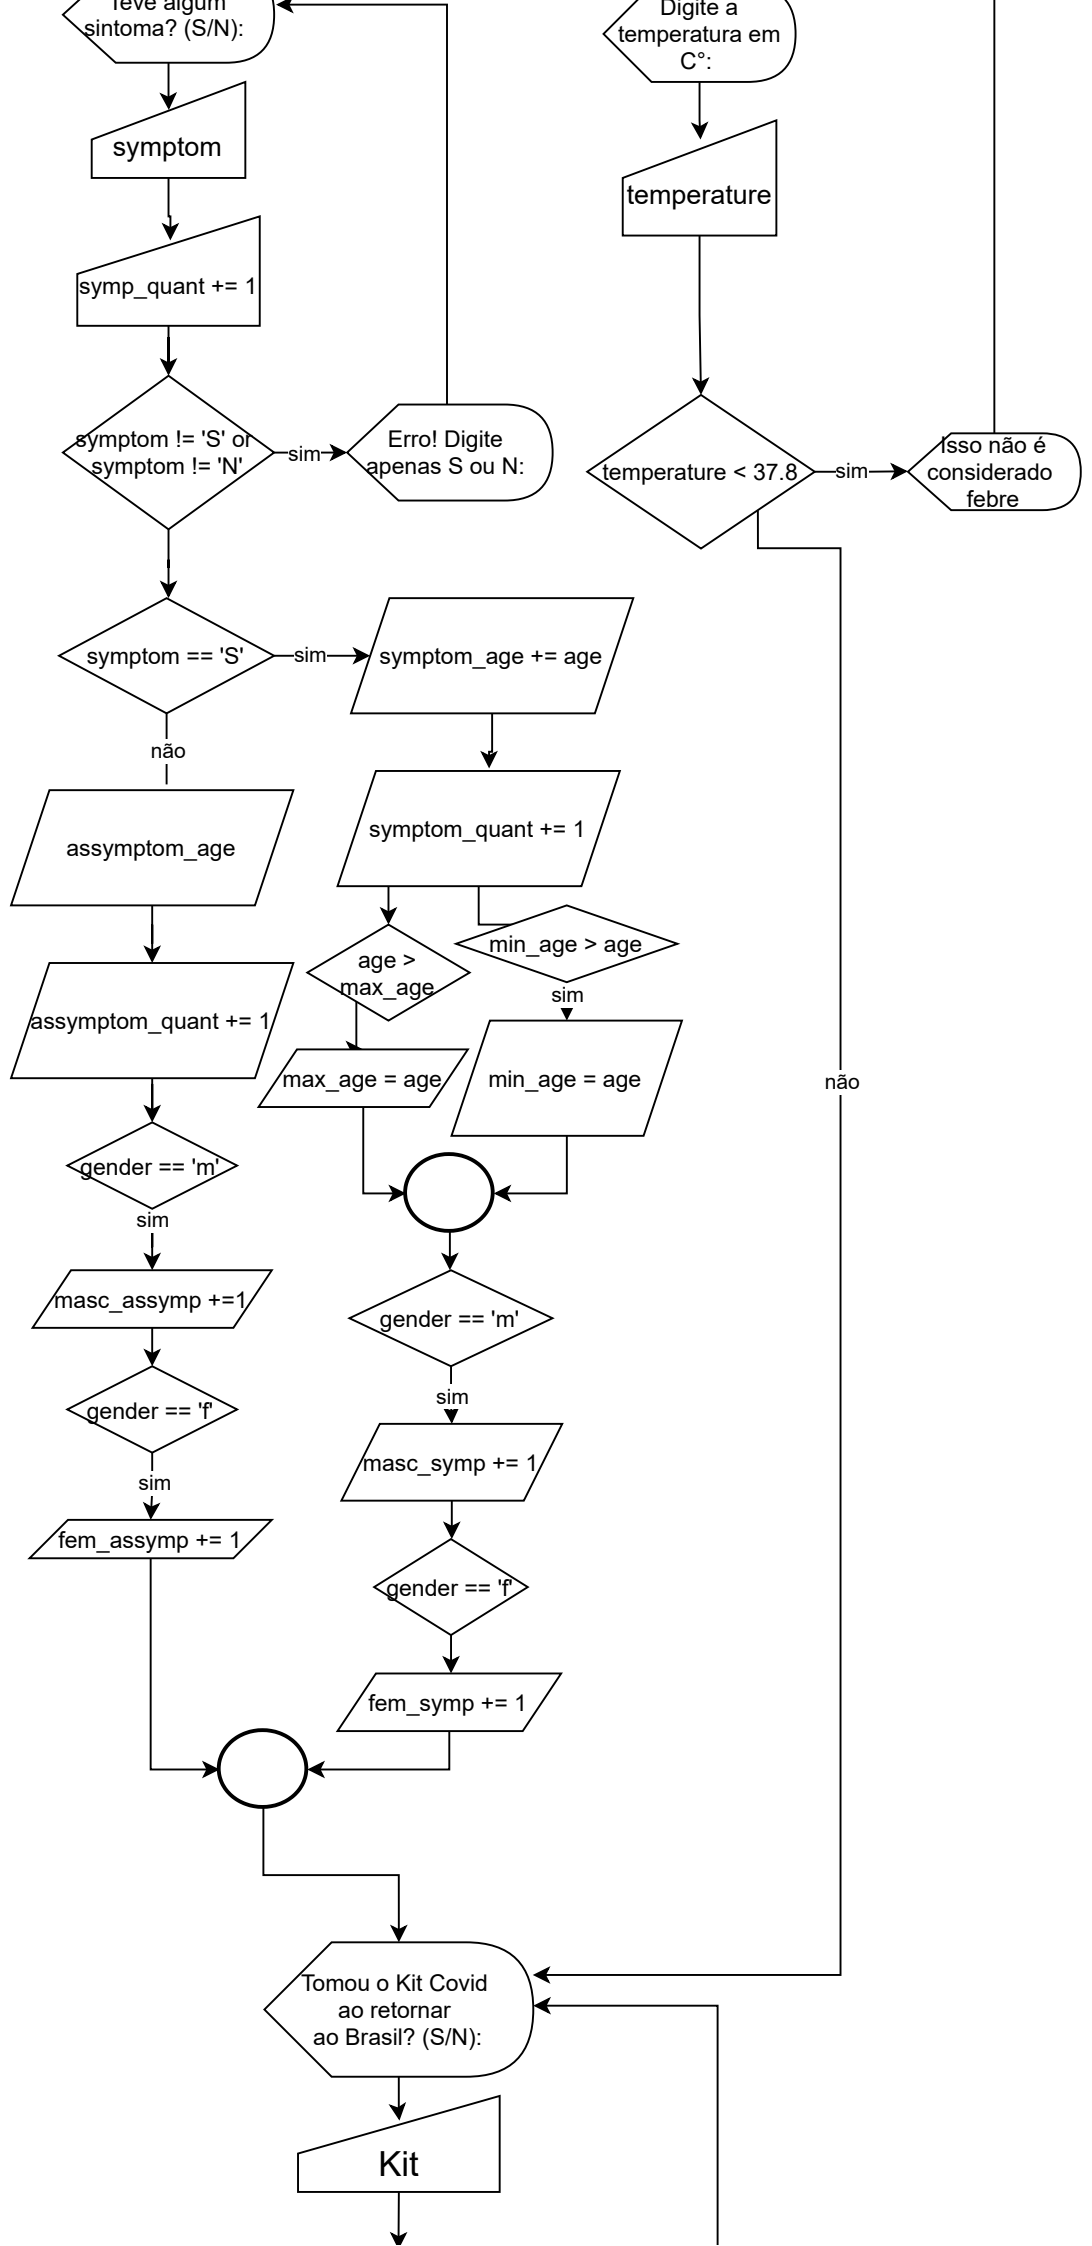 Teve algum
sintoma? (S/N):
symptom
symp_quant += 1
symptom != 'S' or
symptom != 'N'
sim
Erro! Digite
apenas S ou N:
Digite a
temperatura em
C°:
temperature
temperature < 37.8
sim
Isso não é
considerado
febre
symptom == 'S'
sim
symptom_age += age
não
symptom_quant += 1
assymptom_age
min_age > age
age >
max_age
sim
assymptom_quant += 1
max_age = age
min_age = age
não
gender == 'm'
sim
masc_assymp +=1
gender == 'm'
sim
gender == 'f'
masc_symp += 1
sim
fem_assymp += 1
gender == 'f'
fem_symp += 1
Tomou o Kit Covid
ao retornar
ao Brasil? (S/N):
Kit